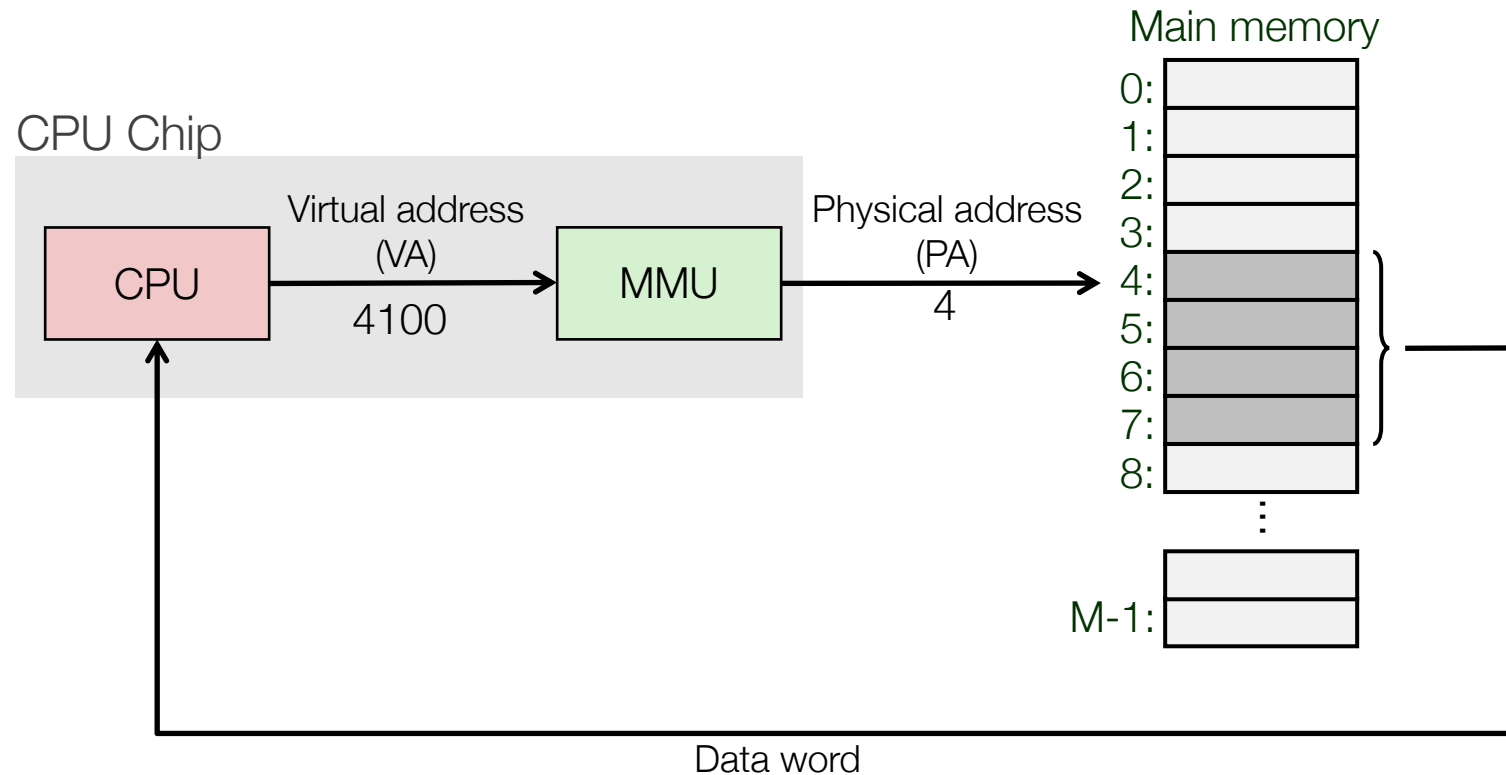 Main memory
CPU Chip
Virtual address
(VA)
4100
CPU
MMU
Physical address
(PA)
4
0:
1:
2:
3:
4:
5:
6:
7:
8:
...
M-1:
Data word